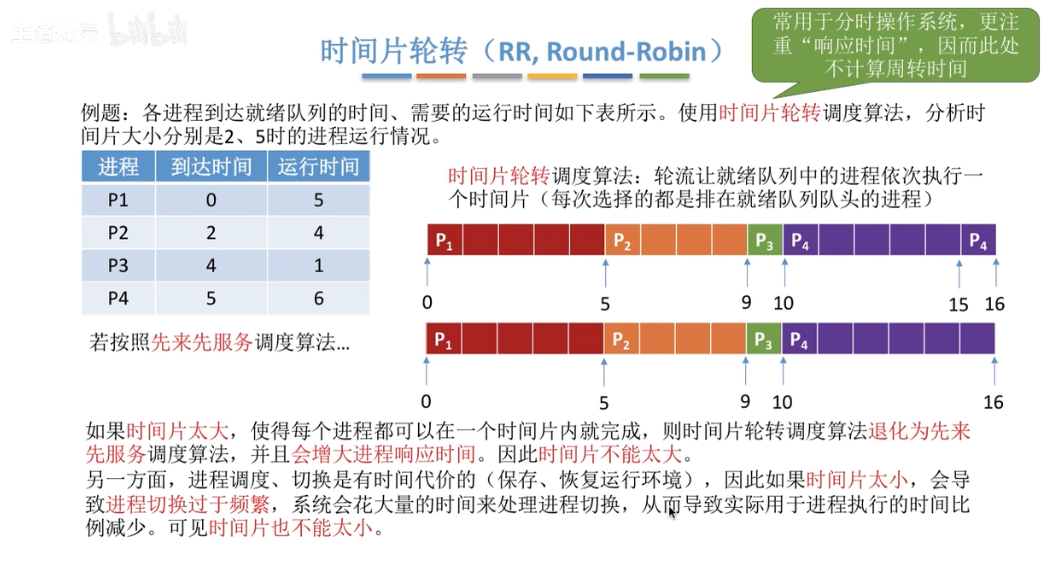 bilibili
常用于分时操作系统，更注
重“响应时间”，因而此处
不计算周转时间
时间片轮转（RR, Round-Robin）
例题：各进程到达就绪队列的时间、需要的运行时间如下表所示。使用时间片轮转调度算法，分析时
间片大小分别是2、5时的进程运行情况。
进程 到达时间 运行时间
P1 0 5
P2 2 4
P3 4 1
P4 5 6
时间片轮转调度算法：轮流让就绪队列中的进程依次执行一
个时间片（每次选择的都是排在就绪队列队头的进程）
P1 P2 P3 P4 P4
0 5 9 10 15 16
若按照先来先服务调度算法...
P1 P2 P3 P4
0 5 9 10 16
如果时间片太大，使得每个进程都可以在一个时间片内就完成，则时间片轮转调度算法退化为先来
先服务调度算法，并且会增大进程响应时间。因此时间片不能太大。
另一方面，进程调度、切换是有时间代价的（保存、恢复运行环境），因此如果时间片太小，会导
致进程切换过于频繁，系统会花大量的时间来处理进程切换，从而导致实际用于进程执行的时间比
例减少。可见时间片也不能太小。